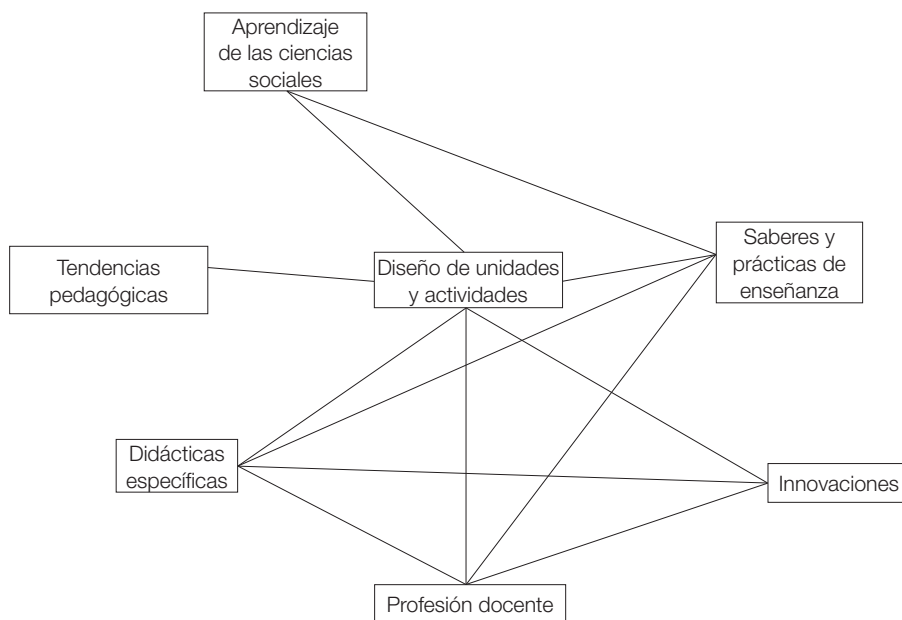 Aprendizaje
de las ciencias
sociales
Saberes y
prácticas de
enseñanza
Tendencias
pedagógicas
Diseño de unidades
y actividades
Didácticas
específicas
Innovaciones
Profesión docente